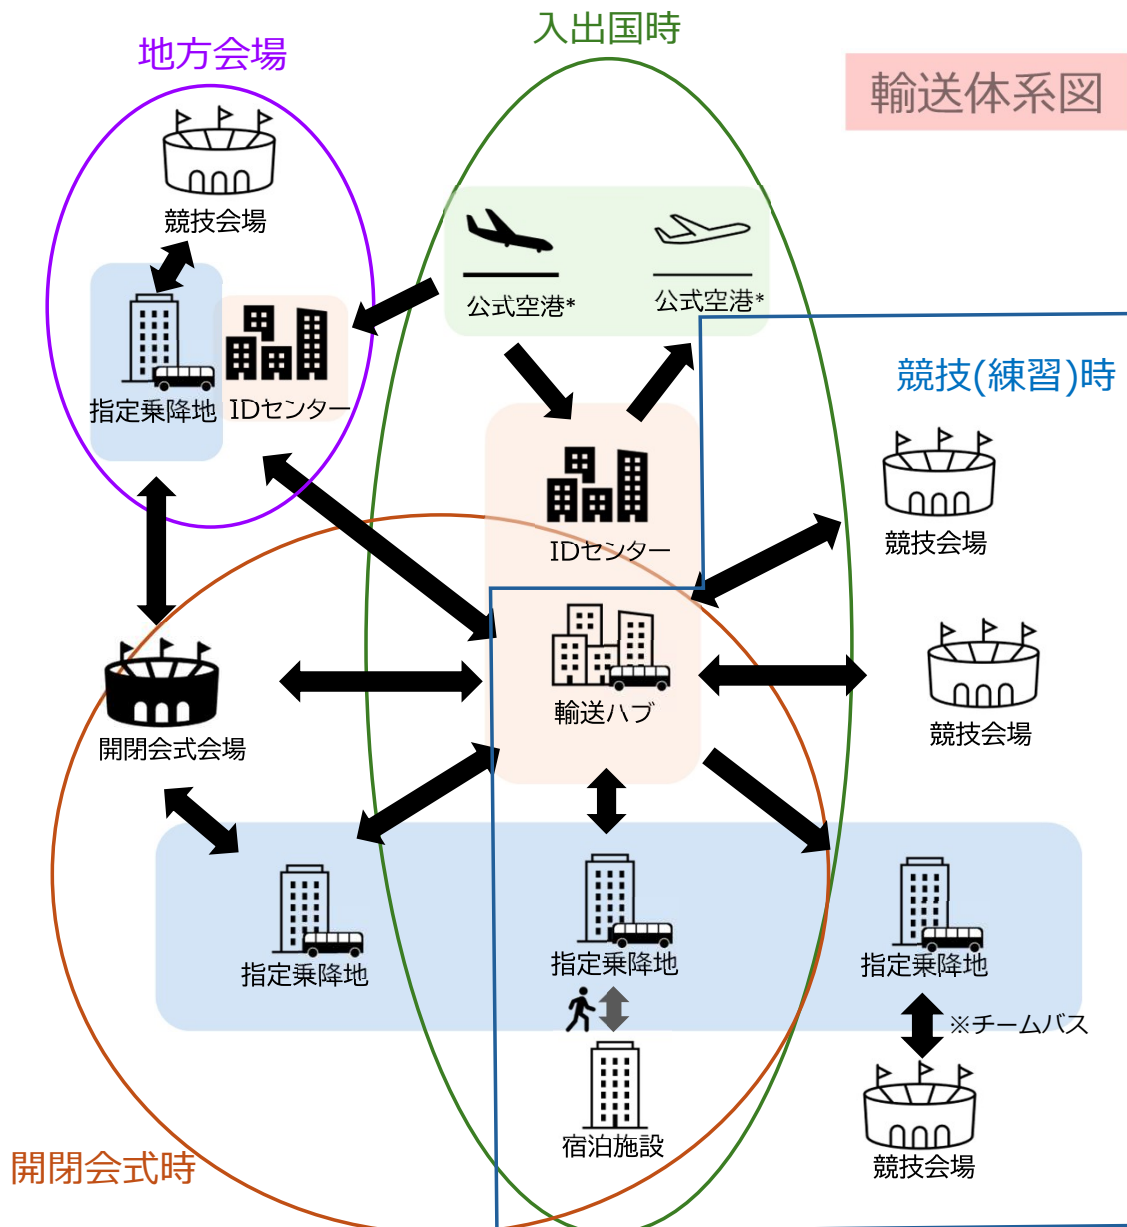 入出国時
地方会場
輸送体系図
競技会場
公式空港*
公式空港*
指定乗降地
IDセンター
競技(練習)時
競技会場
IDセンター
競技会場
輸送ハブ
開閉会式会場
指定乗降地
指定乗降地
指定乗降地
※チームバス
宿泊施設
競技会場
開閉会式時